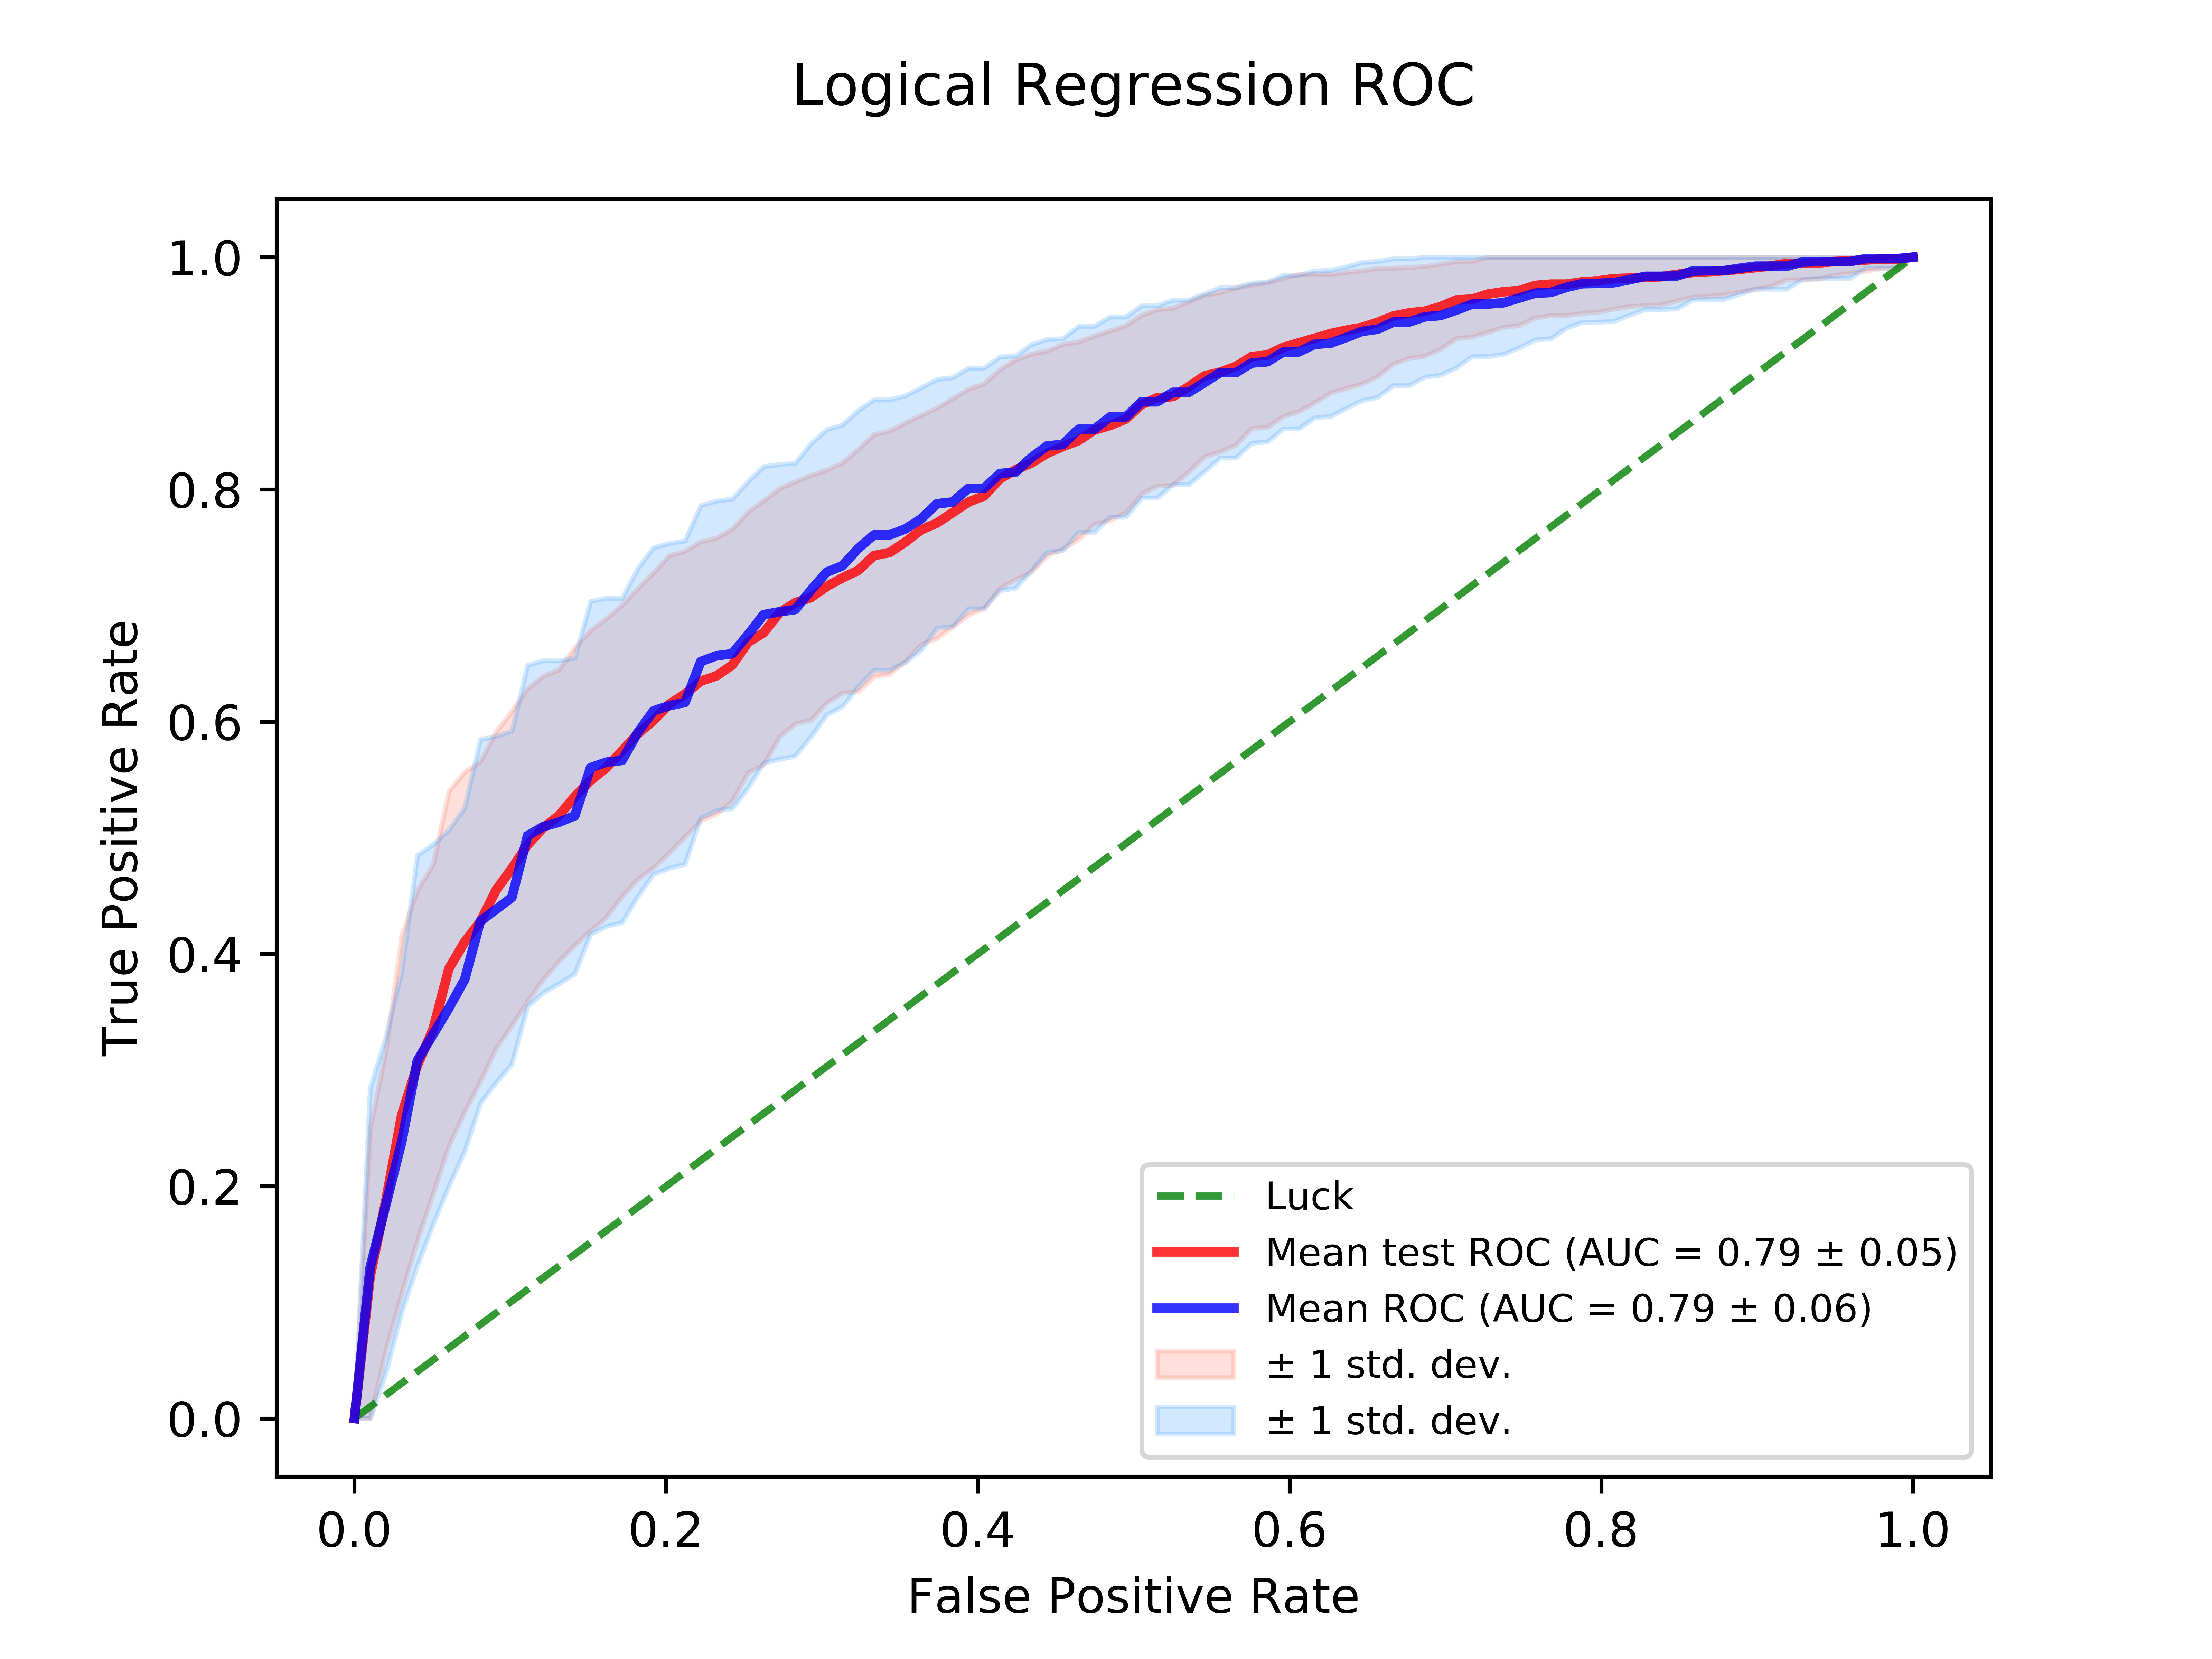 Logical Regression ROC
True Positive Rate
1.0
0.8
0.6
0.4
0.2
0.0
Luck
Mean test ROC (AUC = 0.79 ± 0.05)
Mean ROC (AUC = 0.79 ± 0.06)
± 1 std. dev.
± 1 std. dev.
0.0 0.2 0.4 0.6 0.8 1.0
False Positive Rate